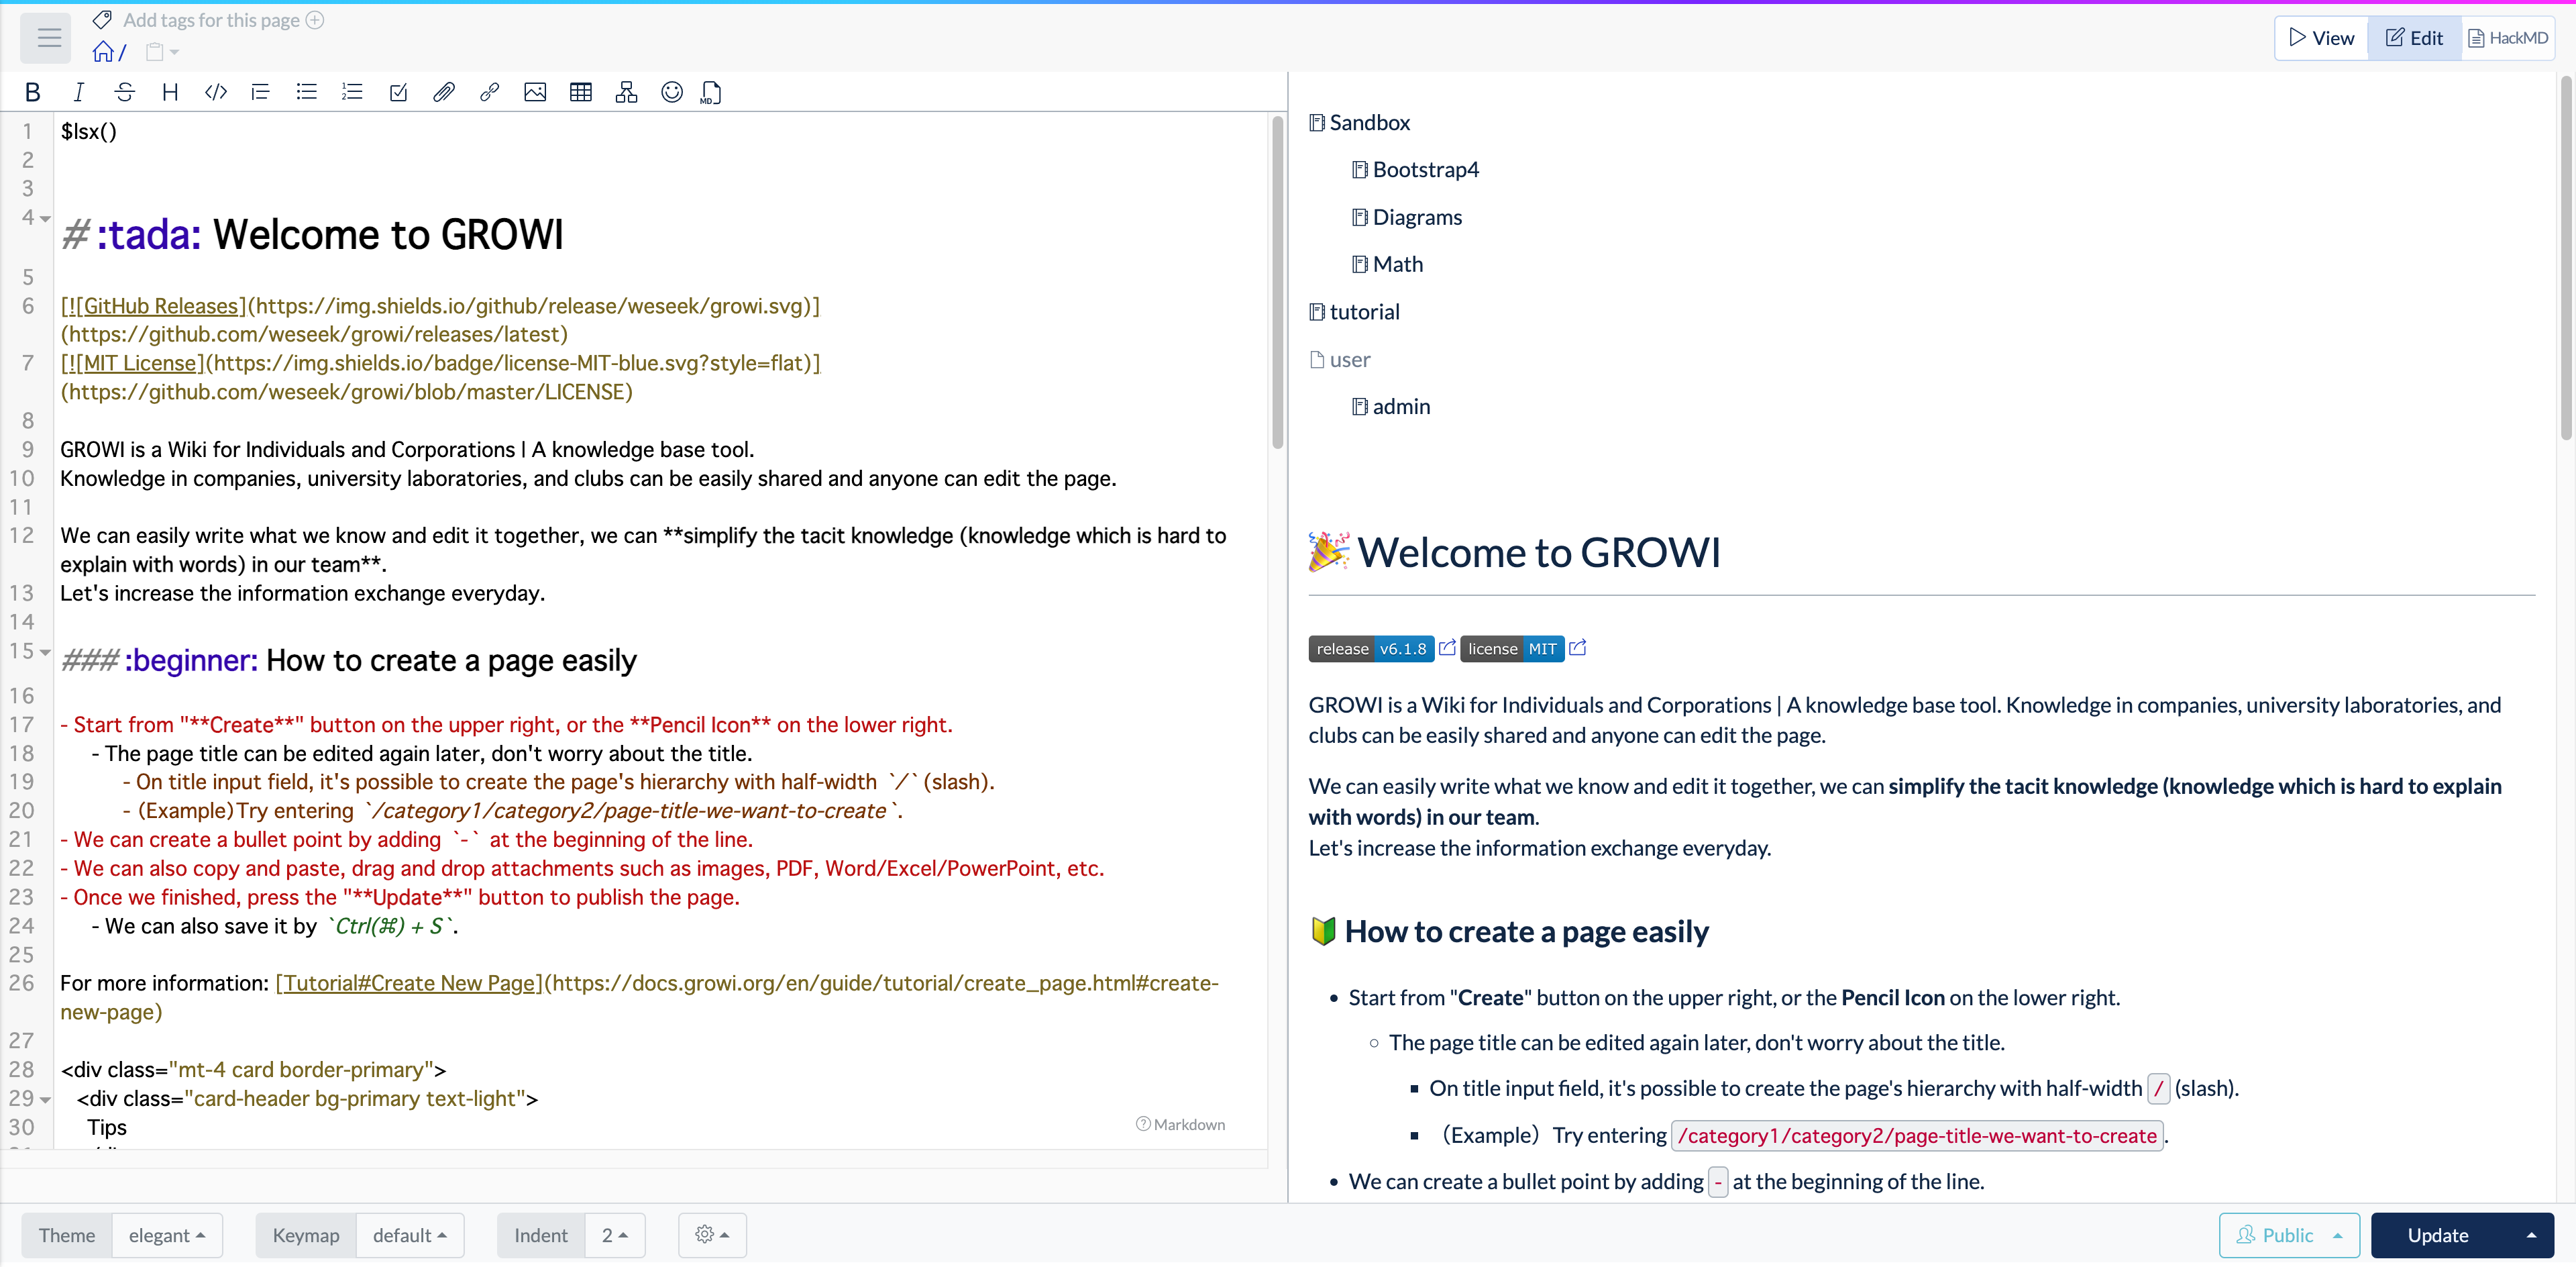 Add tags for this page
/
View
Edit
HackMD
B I S H </> MD
1 $lsx()
2
3
4 # :tada: Welcome to GROWI
5
6 [![GitHub Releases](https://img.shields.io/github/release/weseek/growi.svg)]
(https://github.com/weseek/growi/releases/latest)
7 [![MIT License](https://img.shields.io/badge/license-MIT-blue.svg?style=flat)]
(https://github.com/weseek/growi/blob/master/LICENSE)
8
9 GROWI is a Wiki for Individuals and Corporations | A knowledge base tool.
10 Knowledge in companies, university laboratories, and clubs can be easily shared and anyone can edit the page.
11
12 We can easily write what we know and edit it together, we can **simplify the tacit knowledge (knowledge which is hard to
explain with words) in our team**.
13 Let's increase the information exchange everyday.
14
15 ### :beginner: How to create a page easily
16
17 - Start from "**Create**" button on the upper right, or the **Pencil Icon** on the lower right.
18 - The page title can be edited again later, don't worry about the title.
19 - On title input field, it's possible to create the page's hierarchy with half-width `/` (slash).
20 - (Example)Try entering `/category1/category2/page-title-we-want-to-create`.
21 - We can create a bullet point by adding `-` at the beginning of the line.
22 - We can also copy and paste, drag and drop attachments such as images, PDF, Word/Excel/PowerPoint, etc.
23 - Once we finished, press the "**Update**" button to publish the page.
24 - We can also save it by `Ctrl(⌘) + S`.
25
26 For more information: [Tutorial#Create New Page](https://docs.growi.org/en/guide/tutorial/create_page.html#create-
new-page)
27
28 <div class="mt-4 card border-primary">
29 <div class="card-header bg-primary text-light">
30 Tips
Markdown
Sandbox
Bootstrap4
Diagrams
Math
tutorial
user
admin
🎉 Welcome to GROWI
release v6.1.8 license MIT
GROWI is a Wiki for Individuals and Corporations | A knowledge base tool. Knowledge in companies, university laboratories, and
clubs can be easily shared and anyone can edit the page.
We can easily write what we know and edit it together, we can simplify the tacit knowledge (knowledge which is hard to explain
with words) in our team.
Let's increase the information exchange everyday.
🔰 How to create a page easily
• Start from "Create" button on the upper right, or the Pencil Icon on the lower right.
◦ The page title can be edited again later, don't worry about the title.
▪ On title input field, it's possible to create the page's hierarchy with half-width / (slash).
▪ （Example）Try entering /category1/category2/page-title-we-want-to-create.
• We can create a bullet point by adding - at the beginning of the line.
Theme elegant
Keymap default
Indent 2
Public
Update